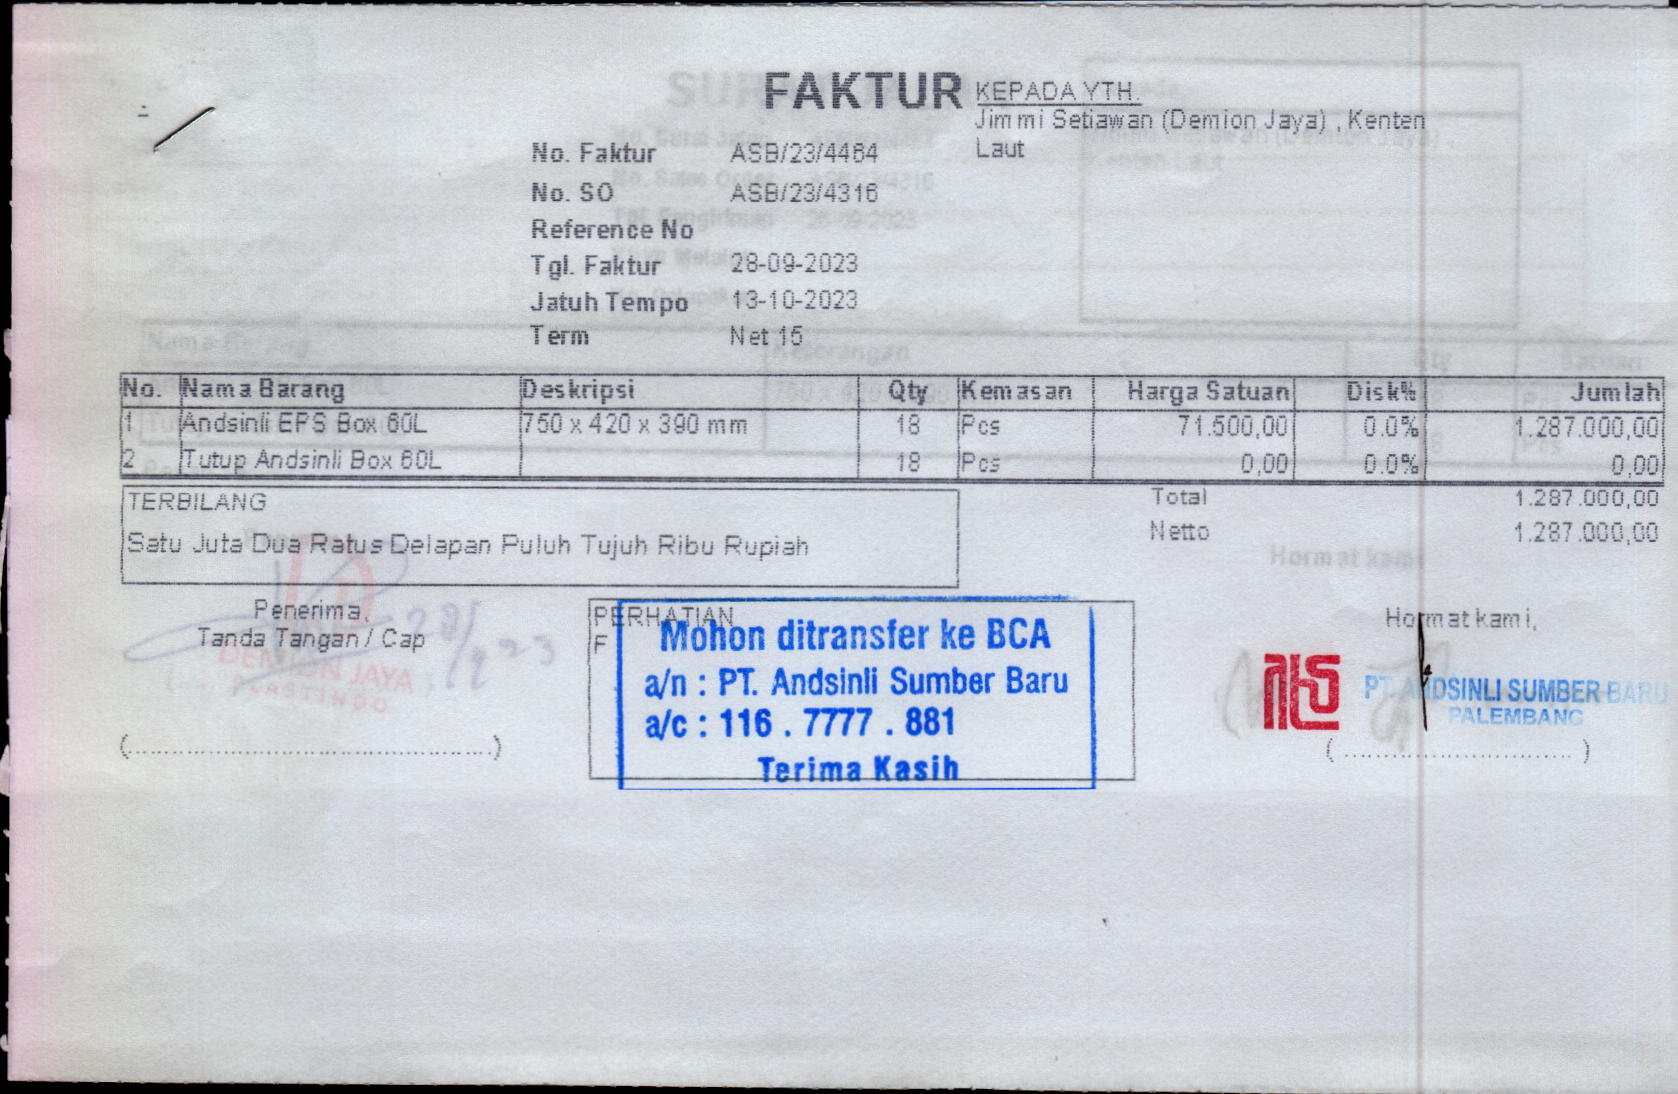 FAKTUR
KEPADA YTH.
Jimmi Setiawan (Demion Jaya) , Kenten
Laut
No. Faktur ASB/23/4464
No. SO ASB/23/4316
Reference No
Tgl. Faktur 28-09-2023
Jatuh Tempo 13-10-2023
Term Net 15
No. Nama Barang Deskripsi Qty Kemasan Harga Satuan Disk% Jumlah
1 Andsinli EPS Box 60L 750 x 420 x 390 mm 18 Pcs 71.500,00 0.0% 1.287.000,00
2 Tutup Andsinli Box 60L 18 Pcs 0,00 0.0% 0,00
TERBILANG
Satu Juta Dua Ratus Delapan Puluh Tujuh Ribu Rupiah
Total 1.287.000,00
Netto 1.287.000,00
Penerima,
Tanda Tangan / Cap
DEMION JAYA
PLASTINDO
(........................................)
PERHATIAN
F
Mohon ditransfer ke BCA
a/n : PT. Andsinli Sumber Baru
a/c : 116 . 7777 . 881
Terima Kasih
Hormat kami,
PT. ANDSINLI SUMBER BARU
PALEMBANG
(............................)